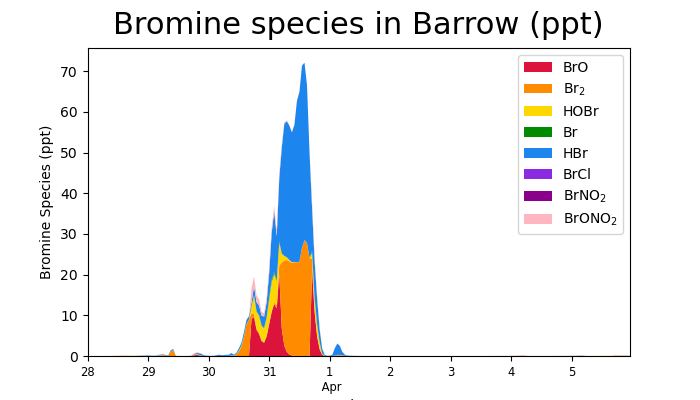 Bromine species in Barrow (ppt)
Bromine Species (ppt)
70
60
50
40
30
20
10
0
BrO
Br₂
HOBr
Br
HBr
BrCl
BrNO₂
BrONO₂
28 29 30 31 1 2 3 4 5
Apr